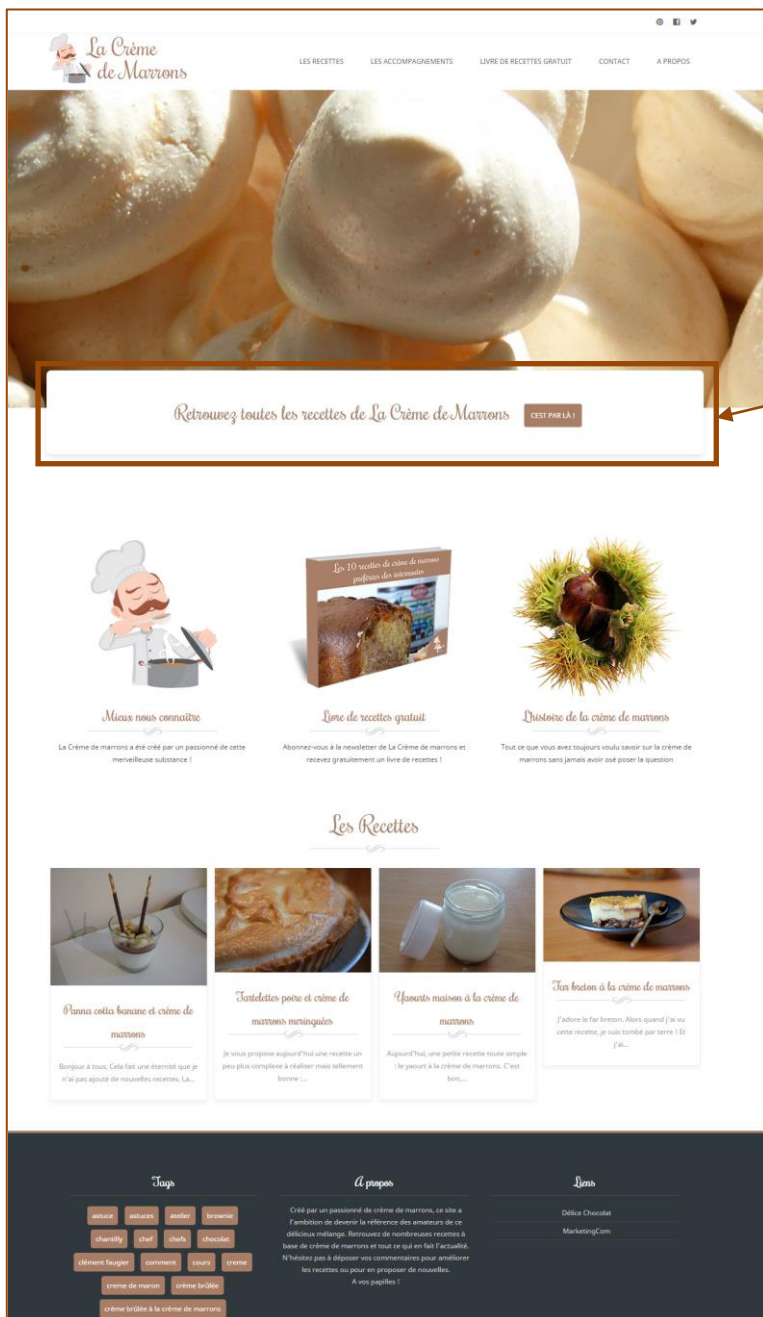 La Crème
de Marrons
LES RECETTES
LES ACCOMPAGNEMENTS
LIVRE DE RECETTES GRATUIT
CONTACT
A PROPOS
Retrouvez toutes les recettes de La Crème de Marrons
C'EST PAR LÀ !
Les 10 recettes de crème de marrons
préférées des internautes
Mieux nous connaître
La Crème de marrons a été créé par un passionné de cette
merveilleuse substance !
Livre de recettes gratuit
Abonnez-vous à la newsletter de La Crème de marrons et
recevez gratuitement un livre de recettes !
L'histoire de la crème de marrons
Tout ce que vous avez toujours voulu savoir sur la crème de
marrons sans jamais avoir osé poser la question
Les Recettes
Panna cotta banane et crème de
marrons
Bonjour à tous, Cela fait une éternité que je
n'ai pas ajouté de nouvelles recettes. La...
Tartelettes poire et crème de
marrons meringuées
Je vous propose aujourd'hui une recette un
peu plus complexe à réaliser mais tellement
bonne :...
Yaourts maison à la crème de
marrons
Aujourd'hui, une petite recette toute simple
: le yaourt à la crème de marrons. C'est
bon,...
Far breton à la crème de marrons
J'adore le far breton. Alors quand j'ai vu
cette recette, je suis tombé par terre ! Et
j'ai...
Tags
astuce
astuces
atelier
brownie
chantilly
chef
chefs
chocolat
clément faugier
comment
cours
creme
creme de maron
crème brûlée
crème brûlée à la crème de marrons
A propos
Créé par un passionné de crème de marrons, ce site a
l'ambition de devenir la référence des amateurs de ce
délicieux mélange. Retrouvez de nombreuses recettes à
base de crème de marrons et tout ce qui en fait l'actualité.
N'hésitez pas à déposer vos commentaires pour améliorer
les recettes ou pour en proposer de nouvelles.
A vos papilles !
Liens
Délice Chocolat
MarketingCom